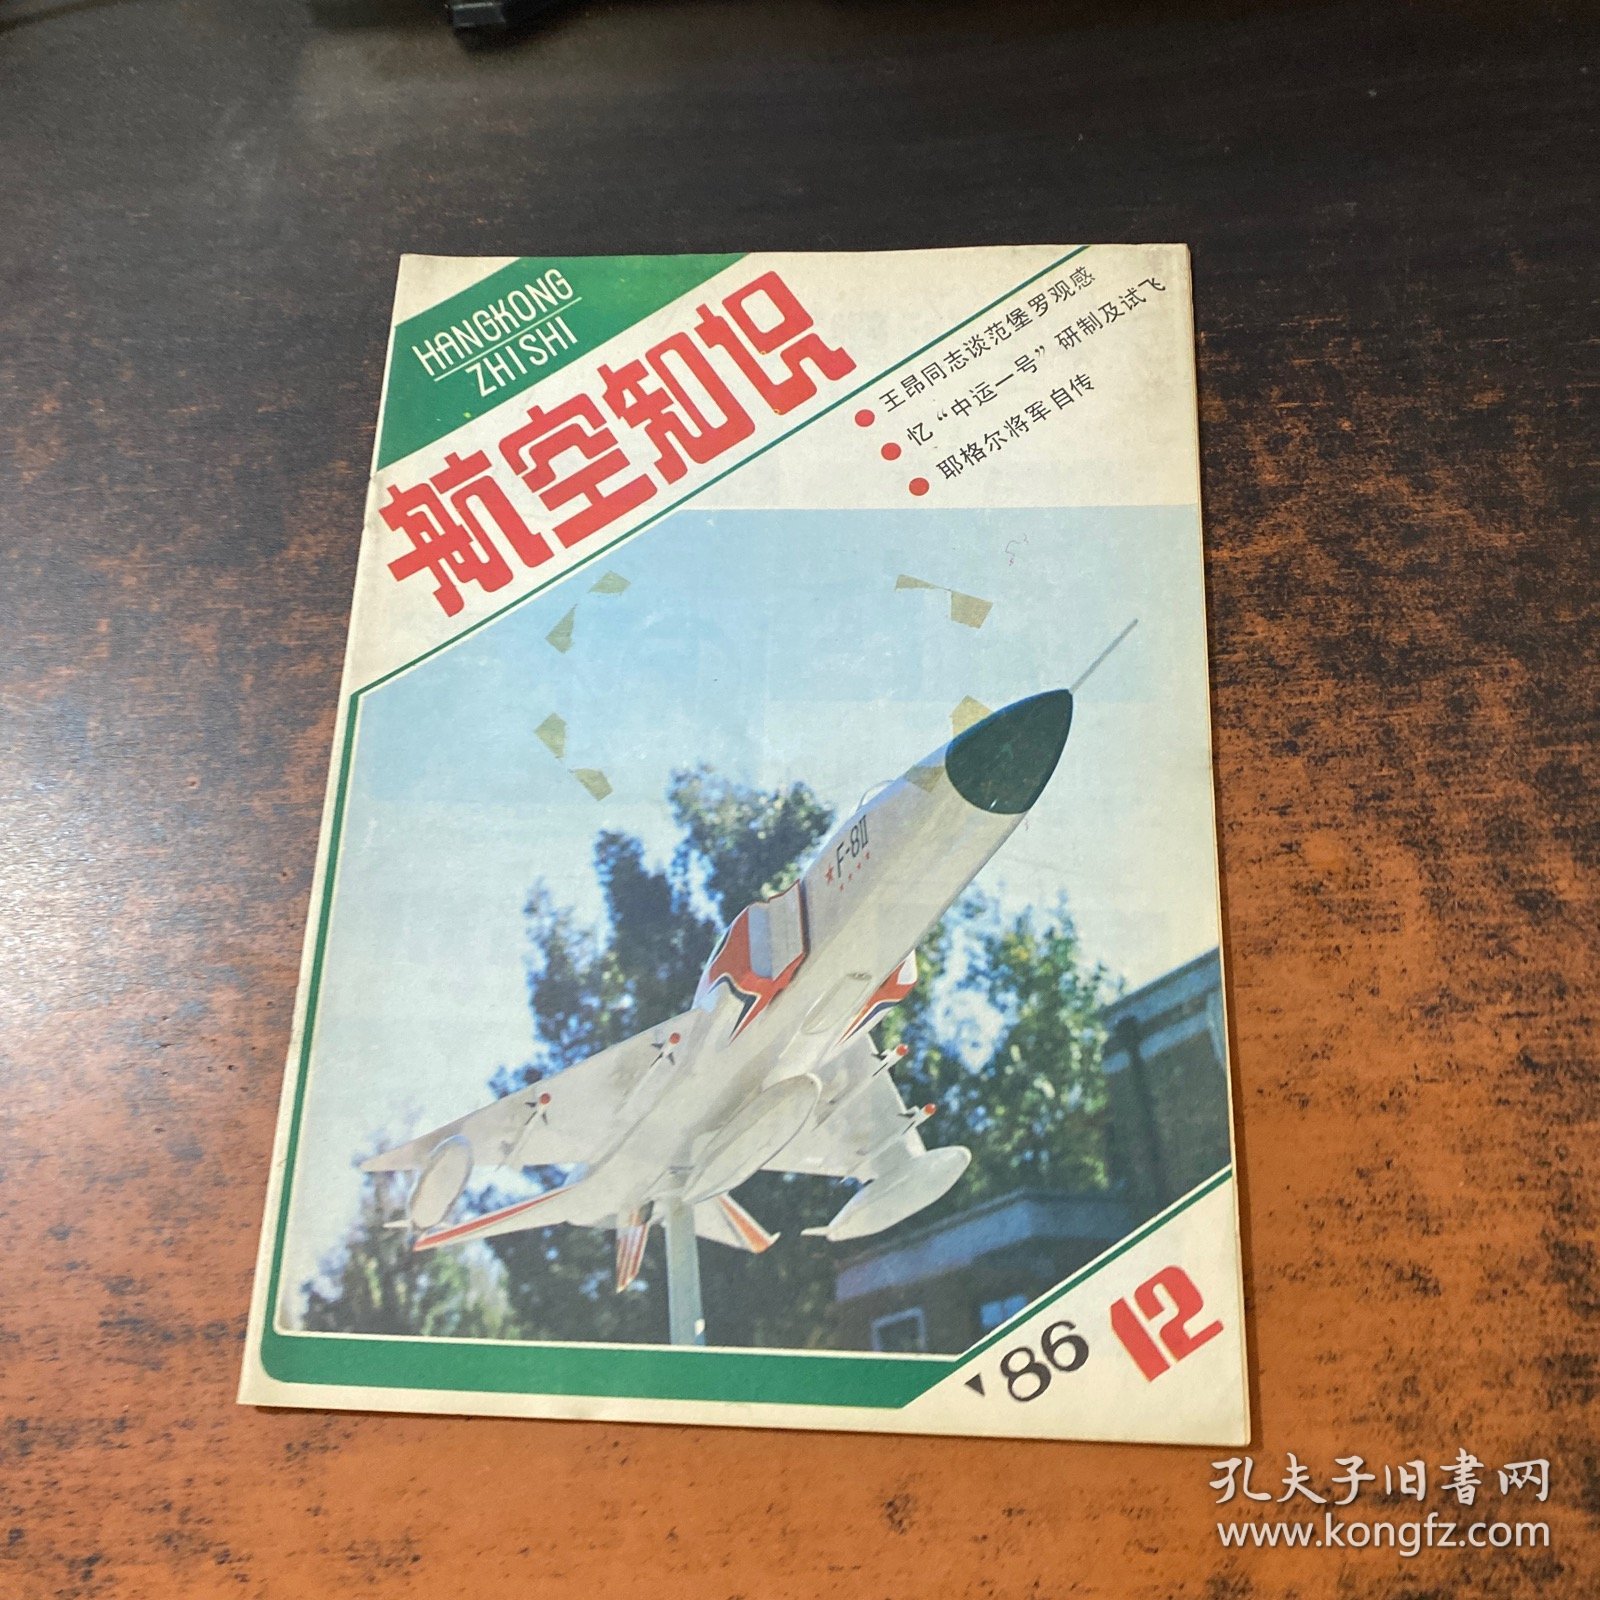 HANGKONG
ZHISHI
航空知识
王昂同志谈范堡罗观感
忆“中运一号”研制及试飞
耶格尔将军自传
F-8Ⅱ
'86 12
孔夫子旧书网
www.kongfz.com